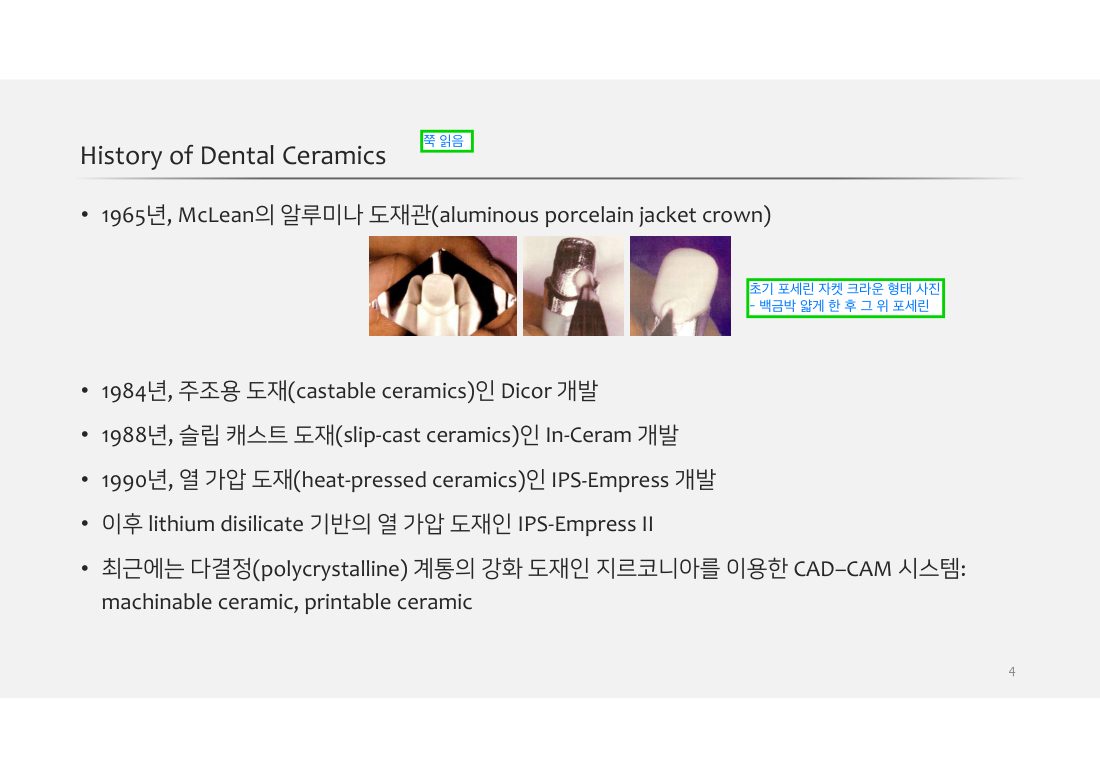 History of Dental Ceramics
쭉 읽음
• 1965년, McLean의 알루미나 도재관(aluminous porcelain jacket crown)
초기 포세린 자켓 크라운 형태 사진
- 백금박 얇게 한 후 그 위 포세린
• 1984년, 주조용 도재(castable ceramics)인 Dicor 개발
• 1988년, 슬립 캐스트 도재(slip-cast ceramics)인 In-Ceram 개발
• 1990년, 열 가압 도재(heat-pressed ceramics)인 IPS-Empress 개발
• 이후 lithium disilicate 기반의 열 가압 도재인 IPS-Empress II
• 최근에는 다결정(polycrystalline) 계통의 강화 도재인 지르코니아를 이용한 CAD–CAM 시스템:
machinable ceramic, printable ceramic
4